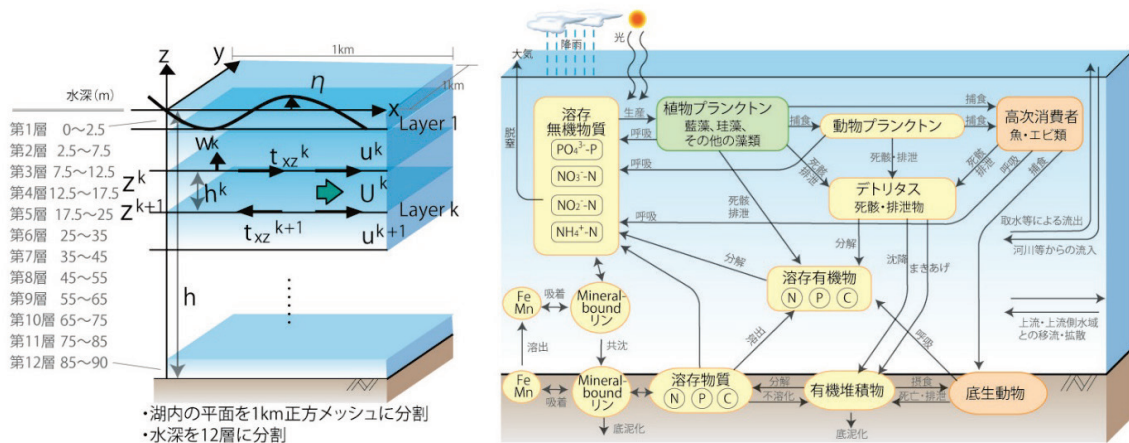 z
y
1km
1km
水深(m)
η
x
第1層 0〜2.5
Layer 1
第2層 2.5〜7.5
wᵏ
第3層 7.5〜12.5
t_xz^k
uᵏ
zᵏ
第4層 12.5〜17.5
hᵏ
Uᵏ
第5層 17.5〜25
zᵏ⁺¹
Layer k
第6層 25〜35
t_xz^k+1
uᵏ⁺¹
第7層 35〜45
第8層 45〜55
第9層 55〜65
h
第10層 65〜75
第11層 75〜85
第12層 85〜90
・湖内の平面を1km正方メッシュに分割
・水深を12層に分割
大気
降雨
光
溶存
無機物質
PO₄³⁻-P
NO₃⁻-N
NO₂⁻-N
NH₄⁺-N
生産
呼吸
植物プランクトン
藍藻、珪藻、
その他の藻類
捕食
捕食
動物プランクトン
捕食
高次消費者
魚・エビ類
呼吸
死骸
排泄
死骸・排泄
死骸
排泄
呼吸
捕食
デトリタス
死骸・排泄物
死骸
排泄
呼吸
取水等による流出
河川等からの流入
分解
分解
沈降
まきあげ
溶存有機物
N P C
Fe
Mn
吸着
Mineral-
bound
リン
上流・上流側水域
との移流・拡散
溶出
共沈
溶出
呼吸
Fe
Mn
吸着
Mineral-
bound
リン
溶存物質
N P C
分解
不溶化
有機堆積物
摂食
死亡・排泄
底生動物
底泥化
底泥化